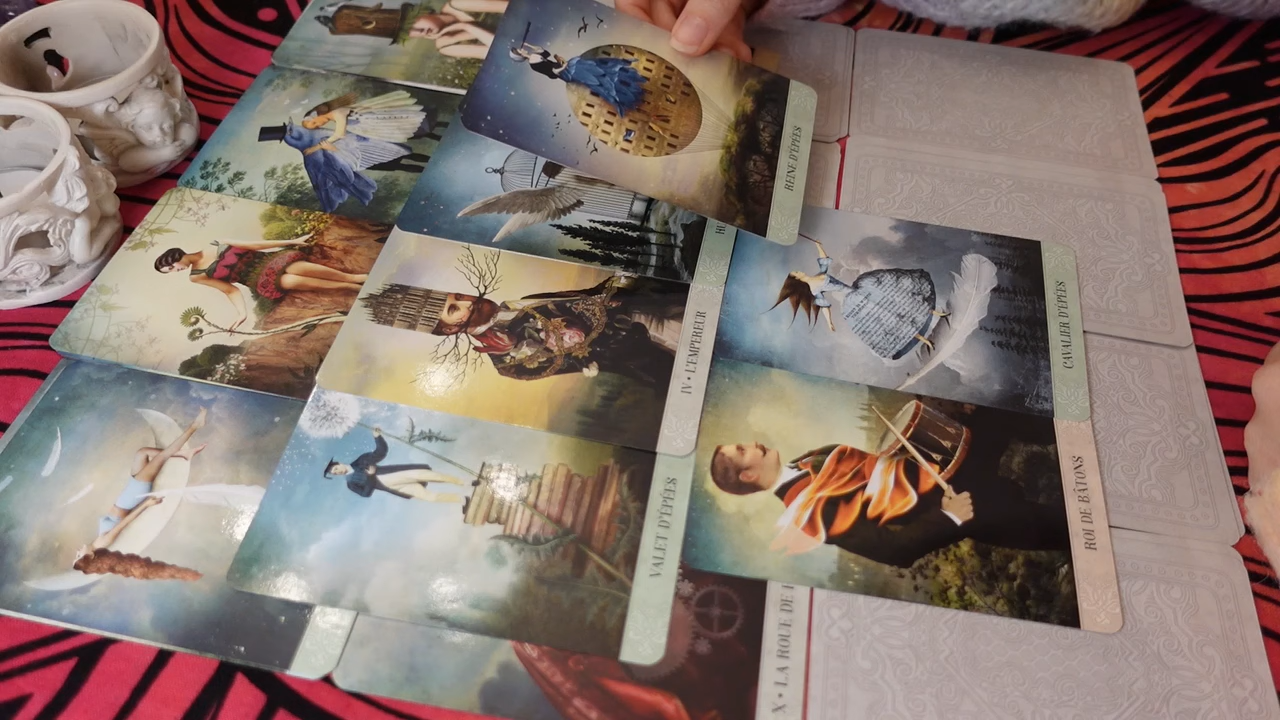 REINE D'ÉPÉES
CAVALIER D'ÉPÉES
IV • L'EMPEREUR
ROI DE BÂTONS
VALET D'ÉPÉES
X • LA ROUE DE